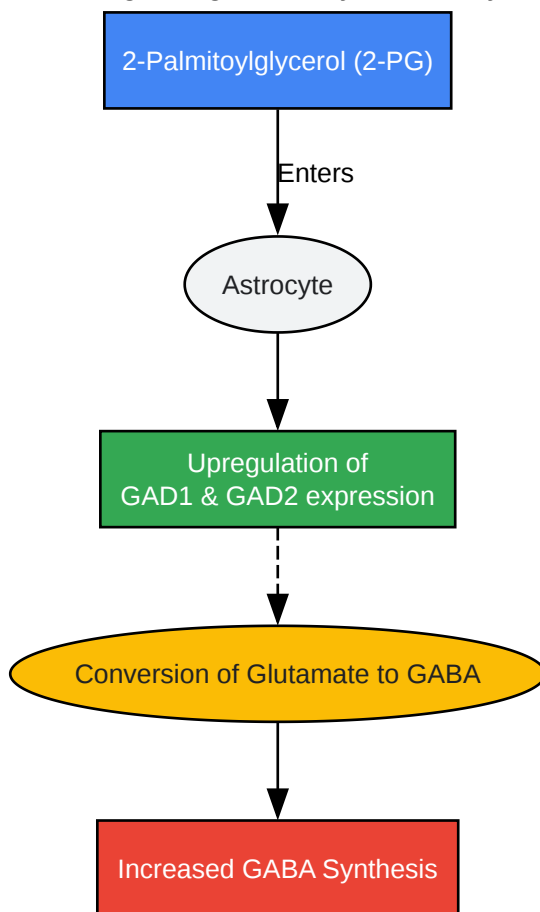 2-Palmitoylglycerol (2-PG)
Enters
Astrocyte
Upregulation of
GAD1 & GAD2 expression
Conversion of Glutamate to GABA
Increased GABA Synthesis